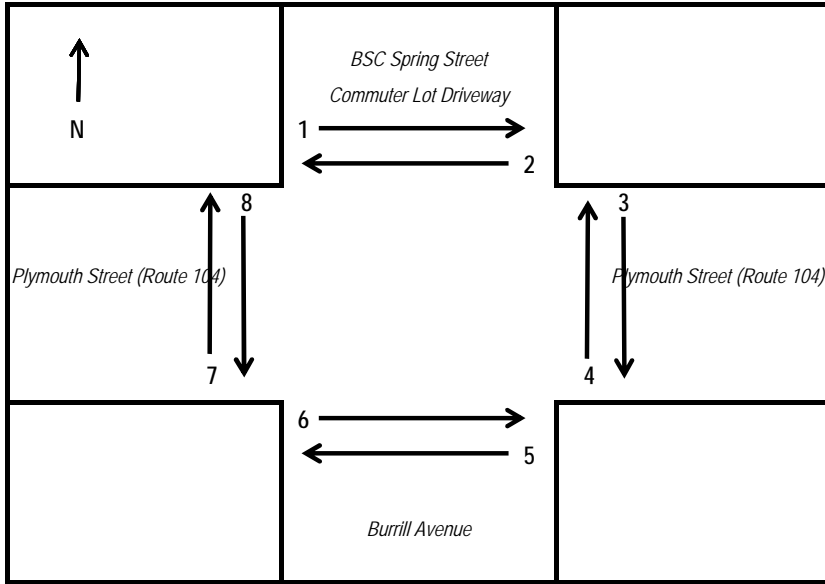 BSC Spring Street
Commuter Lot Driveway
N
1
2
8
3
Plymouth Street (Route 104)
Plymouth Street (Route 104)
7
4
6
5
Burrill Avenue